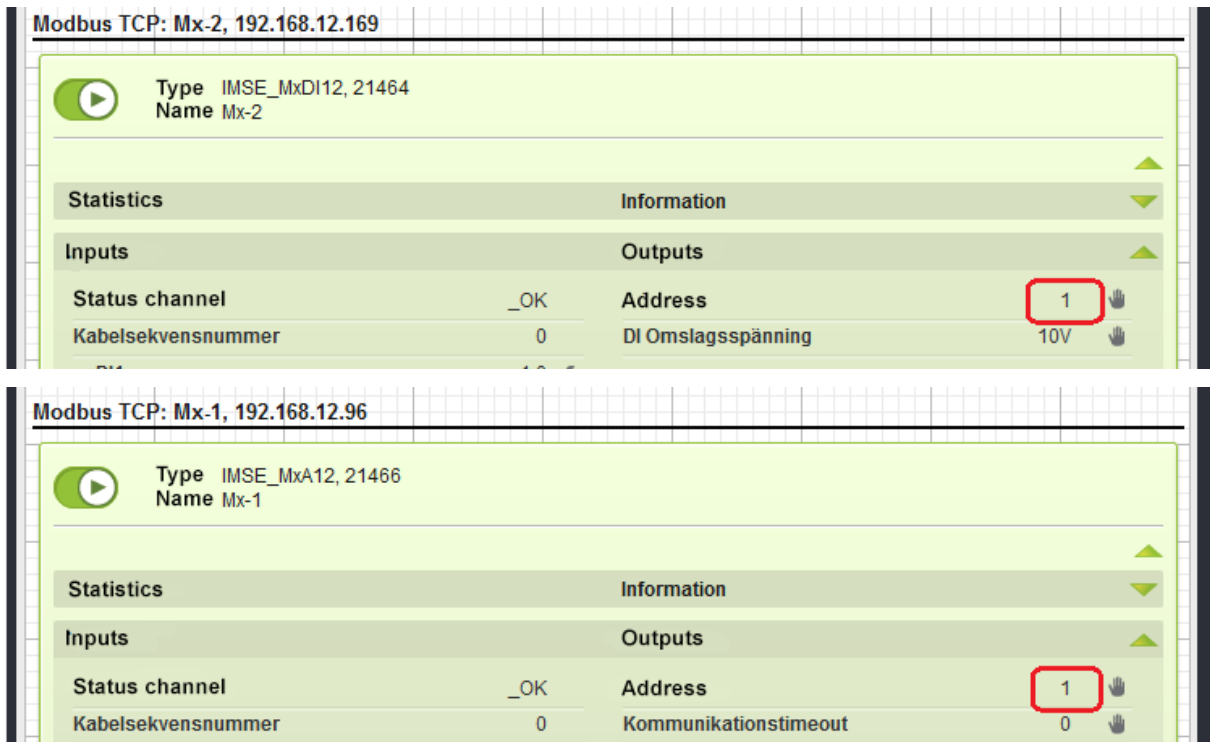 Modbus TCP: Mx-2, 192.168.12.169
Type IMSE_MxDI12, 21464
Name Mx-2
Statistics Information
Inputs Outputs
Status channel _OK Address 1
Kabelsekvensnummer 0 DI Omslagsspänning 10V
Modbus TCP: Mx-1, 192.168.12.96
Type IMSE_MxA12, 21466
Name Mx-1
Statistics Information
Inputs Outputs
Status channel _OK Address 1
Kabelsekvensnummer 0 Kommunikationstimeout 0